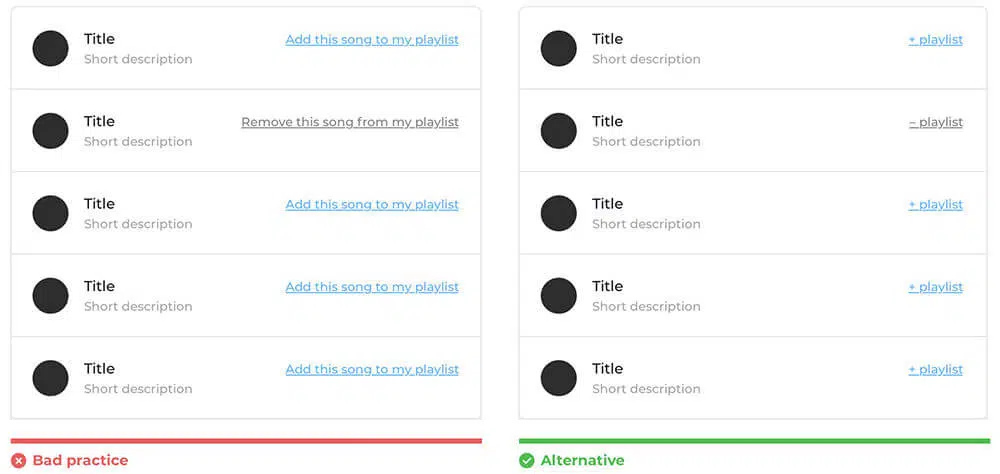 Title
Add this song to my playlist
Short description
Title
Remove this song from my playlist
Short description
Title
Add this song to my playlist
Short description
Title
Add this song to my playlist
Short description
Title
Add this song to my playlist
Short description
Bad practice
Title
+ playlist
Short description
Title
– playlist
Short description
Title
+ playlist
Short description
Title
+ playlist
Short description
Title
+ playlist
Short description
Alternative